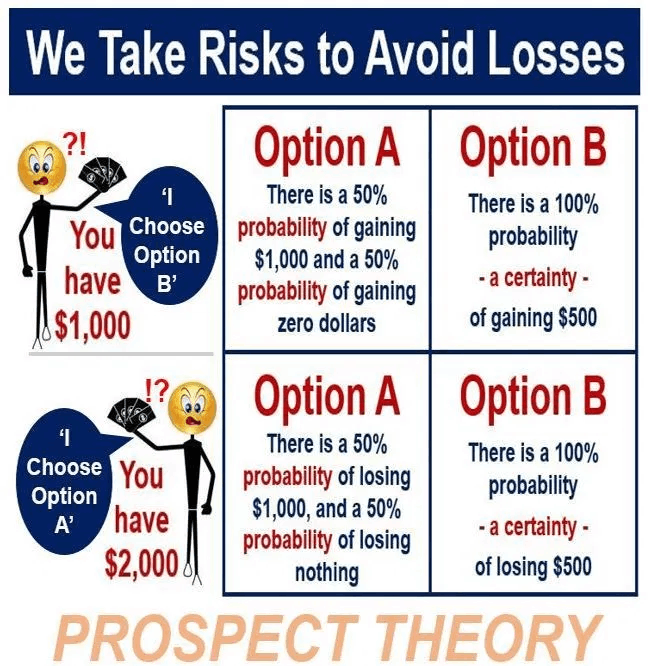 We Take Risks to Avoid Losses
?!
'I
Choose
Option
B'
You
have
$1,000
Option A
There is a 50%
probability of gaining
$1,000 and a 50%
probability of gaining
zero dollars
Option B
There is a 100%
probability
- a certainty -
of gaining $500
!?
'I
Choose
Option
A'
You
have
$2,000
Option A
There is a 50%
probability of losing
$1,000, and a 50%
probability of losing
nothing
Option B
There is a 100%
probability
- a certainty -
of losing $500
PROSPECT THEORY